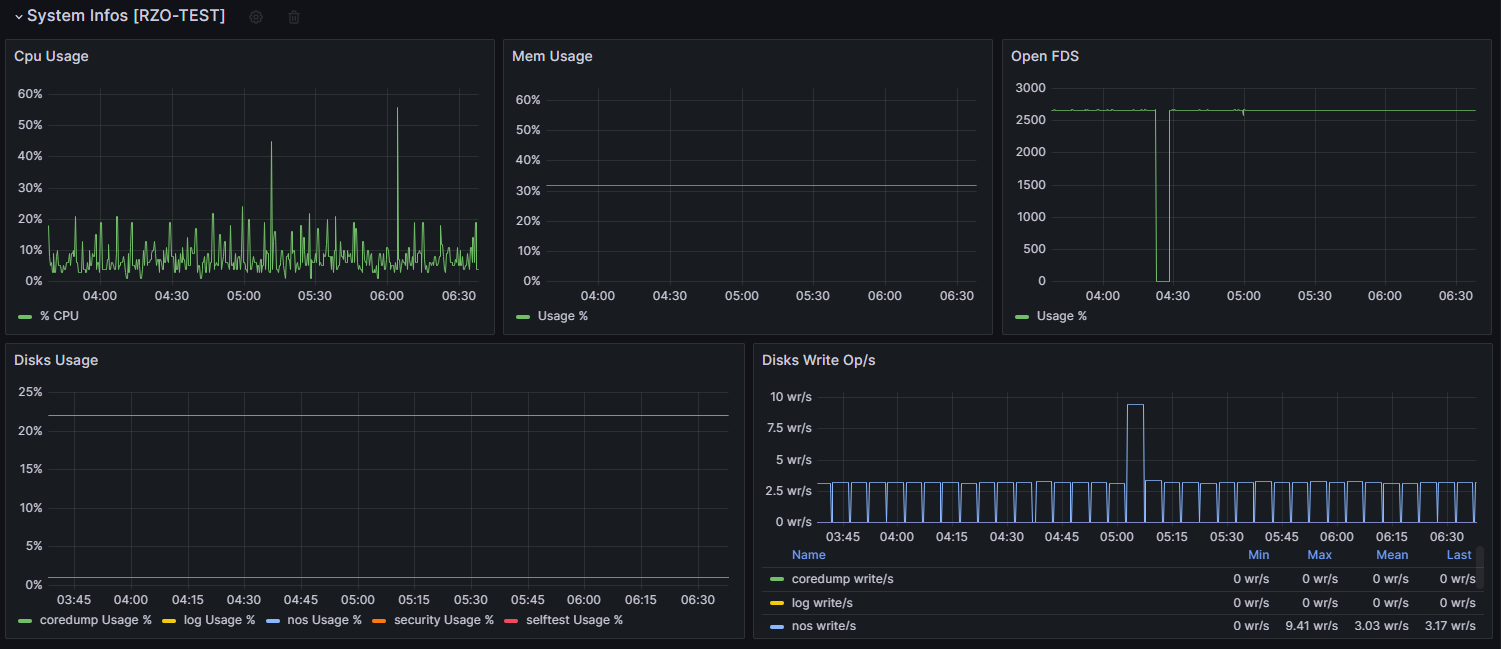 System Infos [RZO-TEST]
Cpu Usage
60%
50%
40%
30%
20%
10%
0%
04:00 04:30 05:00 05:30 06:00 06:30
% CPU
Mem Usage
60%
50%
40%
30%
20%
10%
0%
04:00 04:30 05:00 05:30 06:00 06:30
Usage %
Open FDS
3000
2500
2000
1500
1000
500
0
04:00 04:30 05:00 05:30 06:00 06:30
Usage %
Disks Usage
25%
20%
15%
10%
5%
0%
03:45 04:00 04:15 04:30 04:45 05:00 05:15 05:30 05:45 06:00 06:15 06:30
coredump Usage % log Usage % nos Usage % security Usage % selftest Usage %
Disks Write Op/s
10 wr/s
7.5 wr/s
5 wr/s
2.5 wr/s
0 wr/s
03:45 04:00 04:15 04:30 04:45 05:00 05:15 05:30 05:45 06:00 06:15 06:30
Name Min Max Mean Last
coredump write/s 0 wr/s 0 wr/s 0 wr/s 0 wr/s
log write/s 0 wr/s 0 wr/s 0 wr/s 0 wr/s
nos write/s 0 wr/s 9.41 wr/s 3.03 wr/s 3.17 wr/s